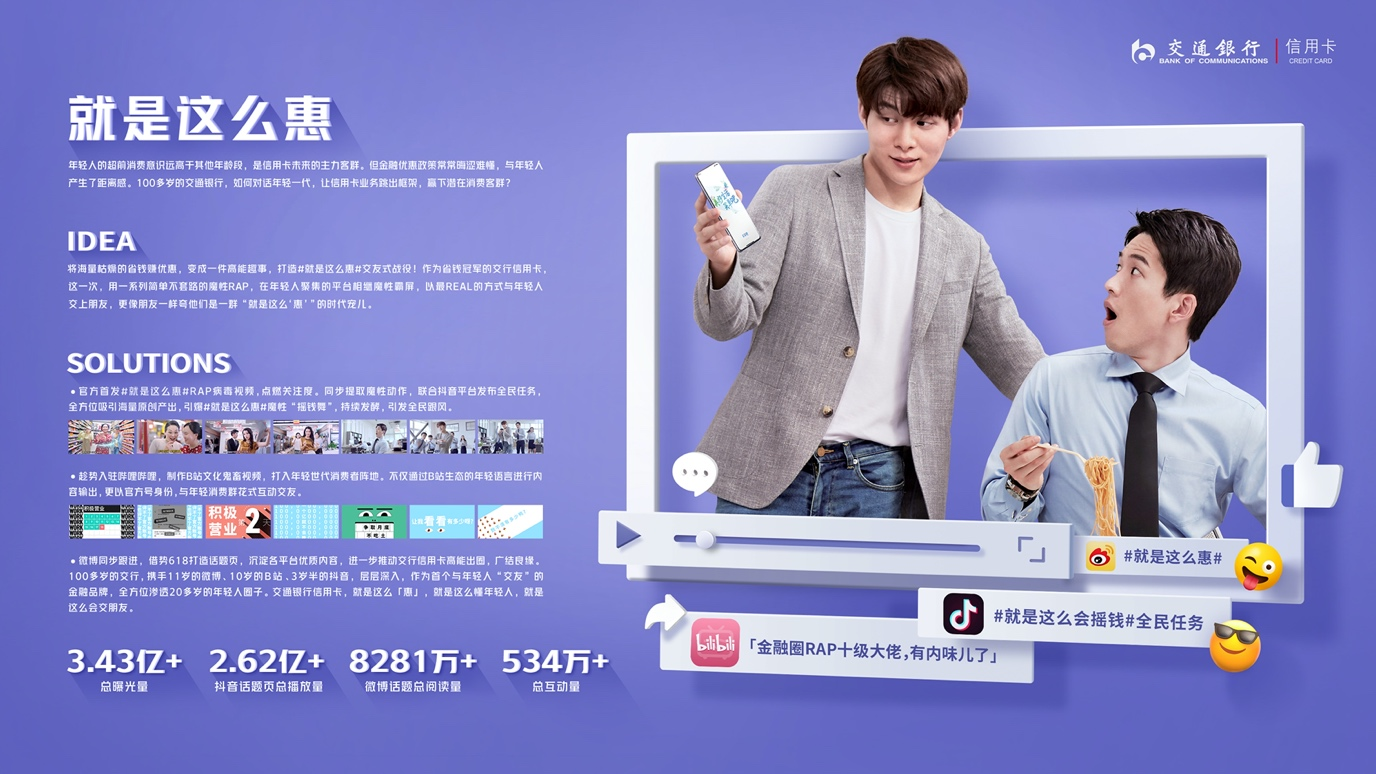 交通銀行 信用卡
BANK OF COMMUNICATIONS CREDIT CARD
就是这么惠
年轻人的超前消费意识远高于其他年龄段，是信用卡未来的主力客群。但金融优惠政策常常晦涩难懂，与年轻人
产生了距离感。100多岁的交通银行，如何对话年轻一代，让信用卡业务跳出框架，赢下潜在消费客群？
IDEA
将海量枯燥的省钱赚优惠，变成一件高能趣事，打造#就是这么惠#交友式战役！作为省钱冠军的交行信用卡，
这一次，用一系列简单不套路的魔性RAP，在年轻人聚集的平台相继魔性霸屏，以最REAL的方式与年轻人
交上朋友，更像朋友一样夸他们是一群“就是这么‘惠’”的时代宠儿。
SOLUTIONS
•官方首发#就是这么惠#RAP病毒视频，点燃关注度。同步提取魔性动作，联合抖音平台发布全民任务，
全方位吸引海量原创产出，引爆#就是这么惠#魔性“摇钱舞”，持续发酵，引发全民跟风。
•趁势入驻哔哩哔哩，制作B站文化鬼畜视频，打入年轻世代消费者阵地。不仅通过B站生态的年轻语言进行内
容输出，更以官方号身份，与年轻消费群花式互动交友。
积极营业
积极
营业2
争取月底
不吃土
让我看看有多少嘚？
•微博同步跟进，借势618打造话题页，沉淀各平台优质内容，进一步推动交行信用卡高能出圈，广结良缘。
100多岁的交行，携手11岁的微博、10岁的B站、3岁半的抖音，层层深入，作为首个与年轻人“交友”的
金融品牌，全方位渗透20多岁的年轻人圈子。交通银行信用卡，就是这么「惠」，就是这么懂年轻人，就是
这么会交朋友。
3.43亿+ 2.62亿+ 8281万+ 534万+
总曝光量 抖音话题页总播放量 微博话题总阅读量 总互动量
#就是这么惠#
#就是这么会摇钱#全民任务
bilibili
「金融圈RAP十级大佬，有内味儿了」